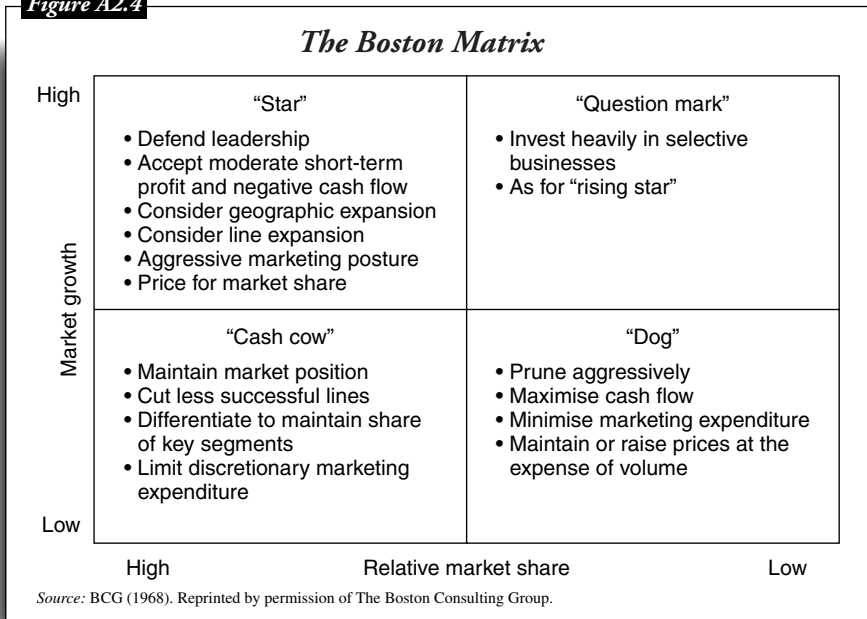 Figure A2.4
The Boston Matrix
High
“Star”
• Defend leadership
• Accept moderate short-term
profit and negative cash flow
• Consider geographic expansion
• Consider line expansion
• Aggressive marketing posture
• Price for market share
“Question mark”
• Invest heavily in selective
businesses
• As for “rising star”
Market growth
“Cash cow”
• Maintain market position
• Cut less successful lines
• Differentiate to maintain share
of key segments
• Limit discretionary marketing
expenditure
“Dog”
• Prune aggressively
• Maximise cash flow
• Minimise marketing expenditure
• Maintain or raise prices at the
expense of volume
Low
High Relative market share Low
Source: BCG (1968). Reprinted by permission of The Boston Consulting Group.